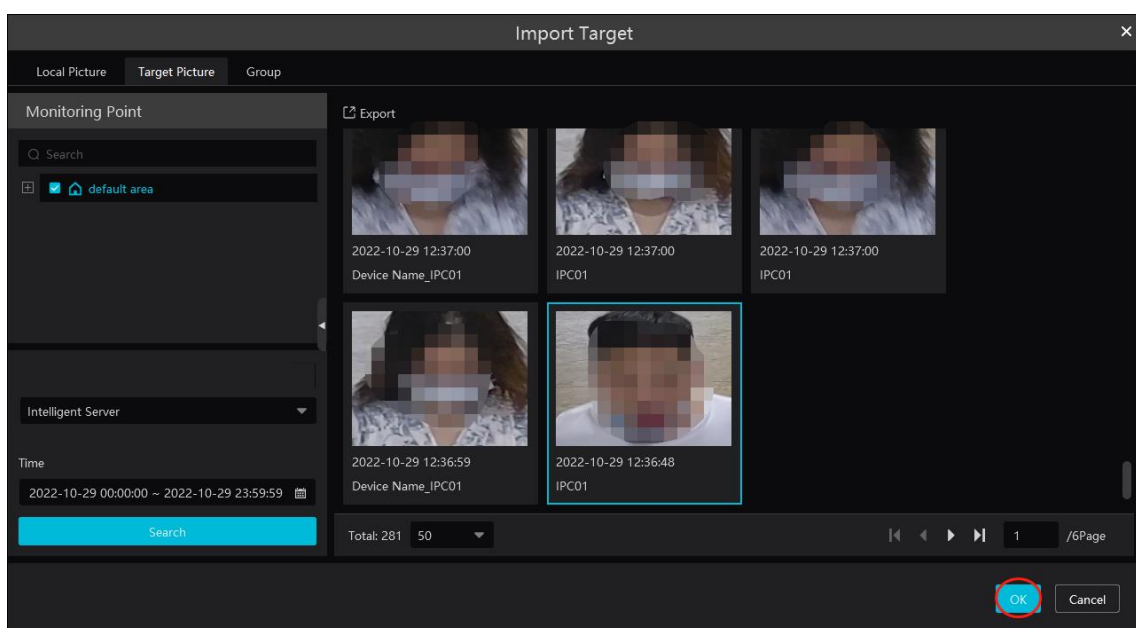 Import Target
Local Picture Target Picture Group
Monitoring Point
Search
default area
Intelligent Server
Time
2022-10-29 00:00:00 ~ 2022-10-29 23:59:59
Search
Export
2022-10-29 12:37:00 2022-10-29 12:37:00 2022-10-29 12:37:00
Device Name_IPC01 IPC01 IPC01
2022-10-29 12:36:59 2022-10-29 12:36:48
Device Name_IPC01 IPC01
Total: 281 50 1 /6Page
OK Cancel